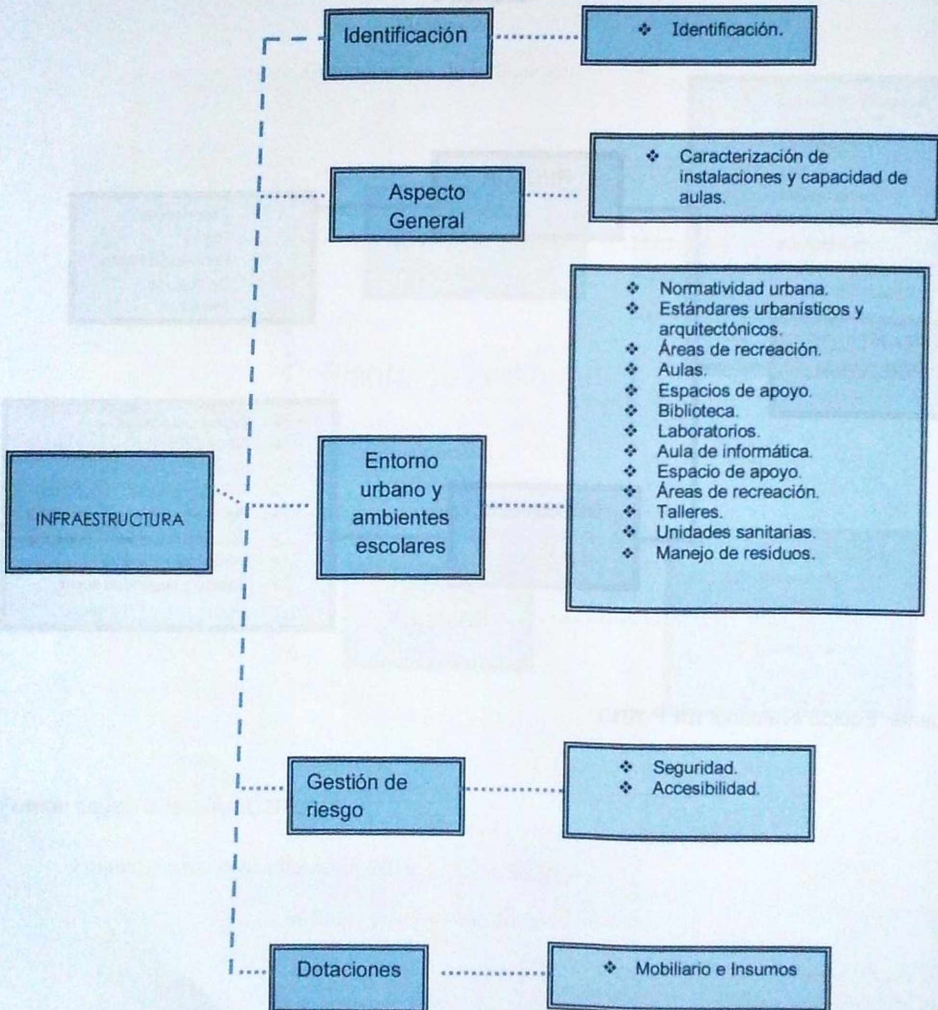 Identificación
❖ Identificación.
Aspecto
General
❖ Caracterización de
instalaciones y capacidad de
aulas.
INFRAESTRUCTURA
Entorno
urbano y
ambientes
escolares
❖ Normatividad urbana.
❖ Estándares urbanísticos y
arquitectónicos.
❖ Áreas de recreación.
❖ Aulas.
❖ Espacios de apoyo.
❖ Biblioteca.
❖ Laboratorios.
❖ Aula de informática.
❖ Espacio de apoyo.
❖ Áreas de recreación.
❖ Talleres.
❖ Unidades sanitarias.
❖ Manejo de residuos.
Gestión de
riesgo
❖ Seguridad.
❖ Accesibilidad.
Dotaciones
❖ Mobiliario e Insumos